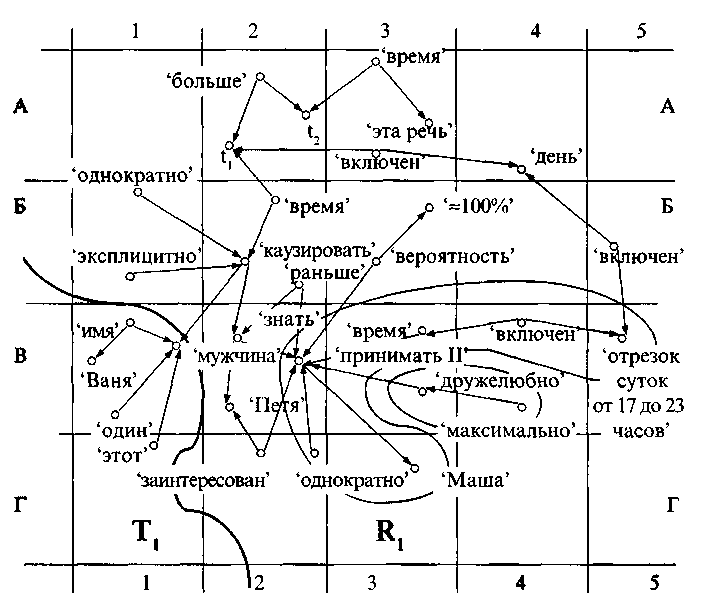 1 2 3 4 5
А ‘больше’ ‘время’ А
t₁ t₂ ‘эта речь’
‘включен’ ‘день’
‘однократно’
Б ‘время’ ‘≈100%’ Б
‘эксплицитно’ ‘каузировать’ ‘вероятность’ ‘включен’
‘раньше’
‘знать’
В ‘имя’ ‘время’ ‘включен’ В
‘мужчина’ ‘принимать II’ ‘отрезок
‘Ваня’ ‘дружелюбно’ суток
‘Петя’ от 17 до 23
‘один’ ‘максимально’ часов’
‘этот’
‘заинтересован’ ‘однократно’ ‘Маша’
Г Г
T₁ R₁
1 2 3 4 5